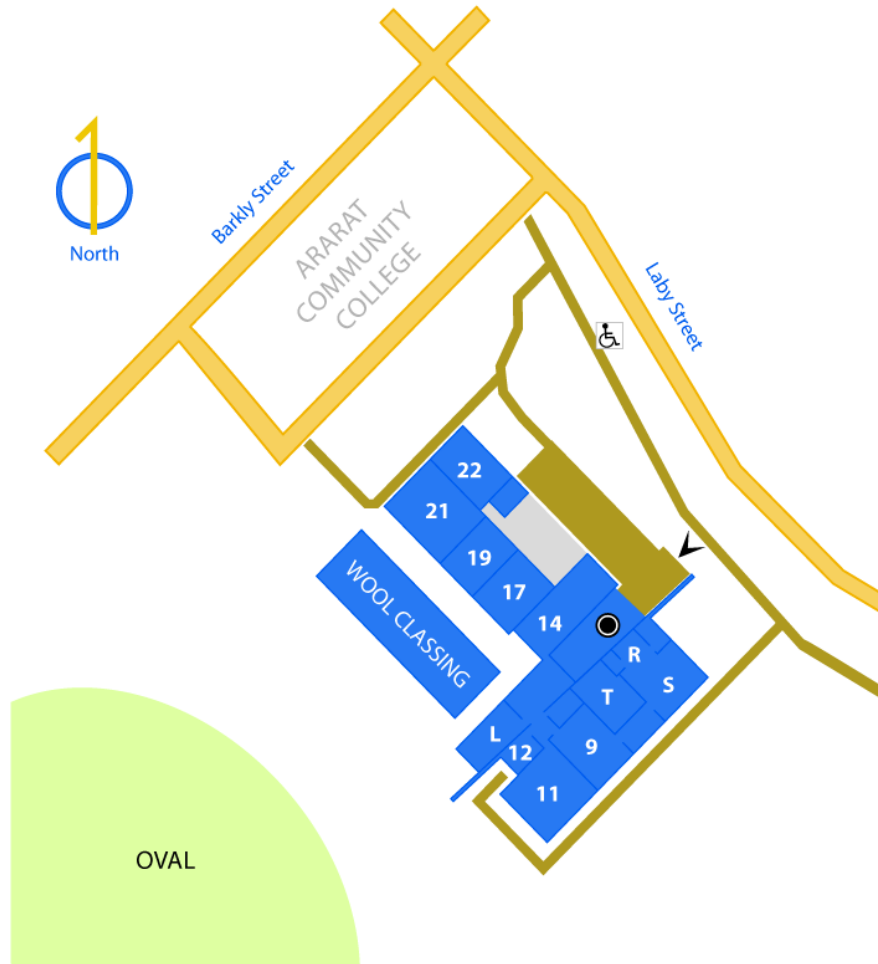 Barkly Street
North
ARARAT
COMMUNITY
COLLEGE
Laby Street
22
21
19
17
14
WOOL CLASSING
R
S
T
L
12
9
11
OVAL